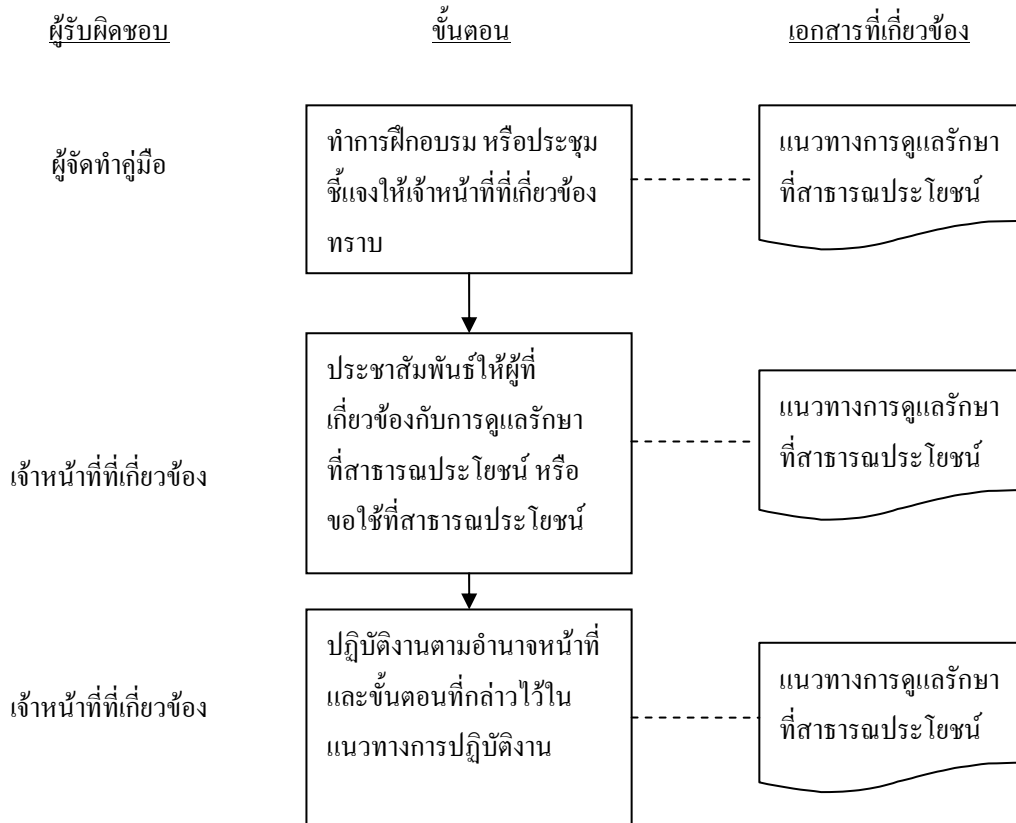 ผู้รับผิดชอบ ขั้นตอน เอกสารที่เกี่ยวข้อง
ผู้จัดทำคู่มือ
ทำการฝึกอบรม หรือประชุม
ชี้แจงให้เจ้าหน้าที่ที่เกี่ยวข้อง
ทราบ
แนวทางการดูแลรักษา
ที่สาธารณประโยชน์
เจ้าหน้าที่ที่เกี่ยวข้อง
ประชาสัมพันธ์ให้ผู้ที่
เกี่ยวข้องกับการดูแลรักษา
ที่สาธารณประโยชน์ หรือ
ขอใช้ที่สาธารณประโยชน์
แนวทางการดูแลรักษา
ที่สาธารณประโยชน์
เจ้าหน้าที่ที่เกี่ยวข้อง
ปฏิบัติงานตามอำนาจหน้าที่
และขั้นตอนที่กล่าวไว้ใน
แนวทางการปฏิบัติงาน
แนวทางการดูแลรักษา
ที่สาธารณประโยชน์